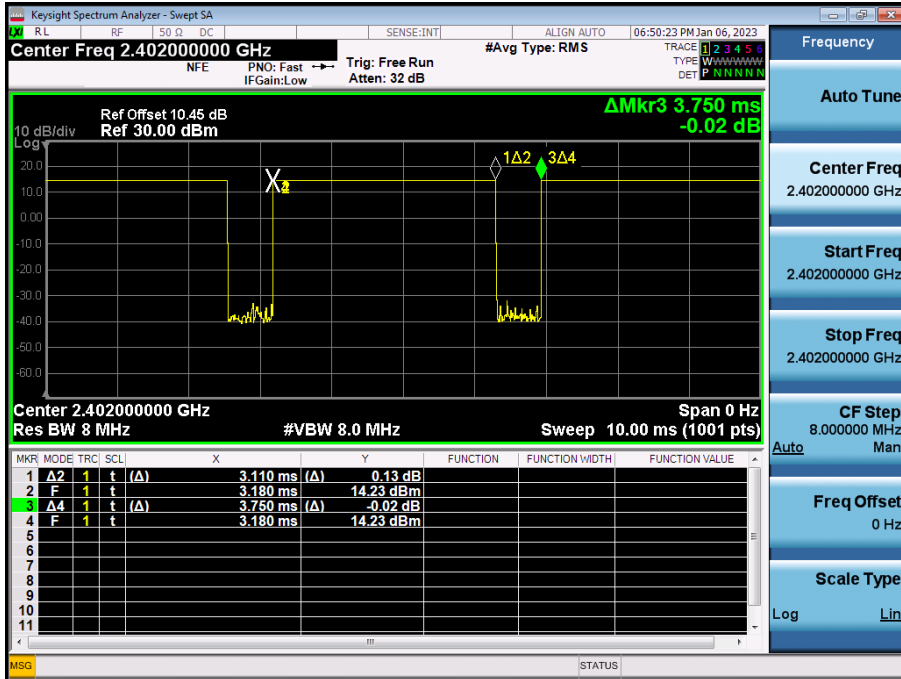 Keysight Spectrum Analyzer - Swept SA
LXI RL RF 50 Ω DC SENSE:INT ALIGN AUTO 06:50:23 PM Jan 06, 2023
Center Freq 2.402000000 GHz #Avg Type: RMS TRACE 1 2 3 4 5 6
NFE PNO: Fast Trig: Free Run TYPE WWWWWW
IFGain:Low Atten: 32 dB DET P N N N N N
Ref Offset 10.45 dB ΔMkr3 3.750 ms
10 dB/div Ref 30.00 dBm -0.02 dB
Log
20.0
10.0
0.00
-10.0
-20.0
-30.0
-40.0
-50.0
-60.0
1Δ2 3Δ4
Center 2.402000000 GHz Span 0 Hz
Res BW 8 MHz #VBW 8.0 MHz Sweep 10.00 ms (1001 pts)
MKR MODE TRC SCL X Y FUNCTION FUNCTION WIDTH FUNCTION VALUE
1 Δ2 1 t (Δ) 3.110 ms (Δ) 0.13 dB
2 F 1 t 3.180 ms 14.23 dBm
3 Δ4 1 t (Δ) 3.750 ms (Δ) -0.02 dB
4 F 1 t 3.180 ms 14.23 dBm
5
6
7
8
9
10
11
MSG STATUS
Frequency
Auto Tune
Center Freq
2.402000000 GHz
Start Freq
2.402000000 GHz
Stop Freq
2.402000000 GHz
CF Step
8.000000 MHz
Auto Man
Freq Offset
0 Hz
Scale Type
Log Lin